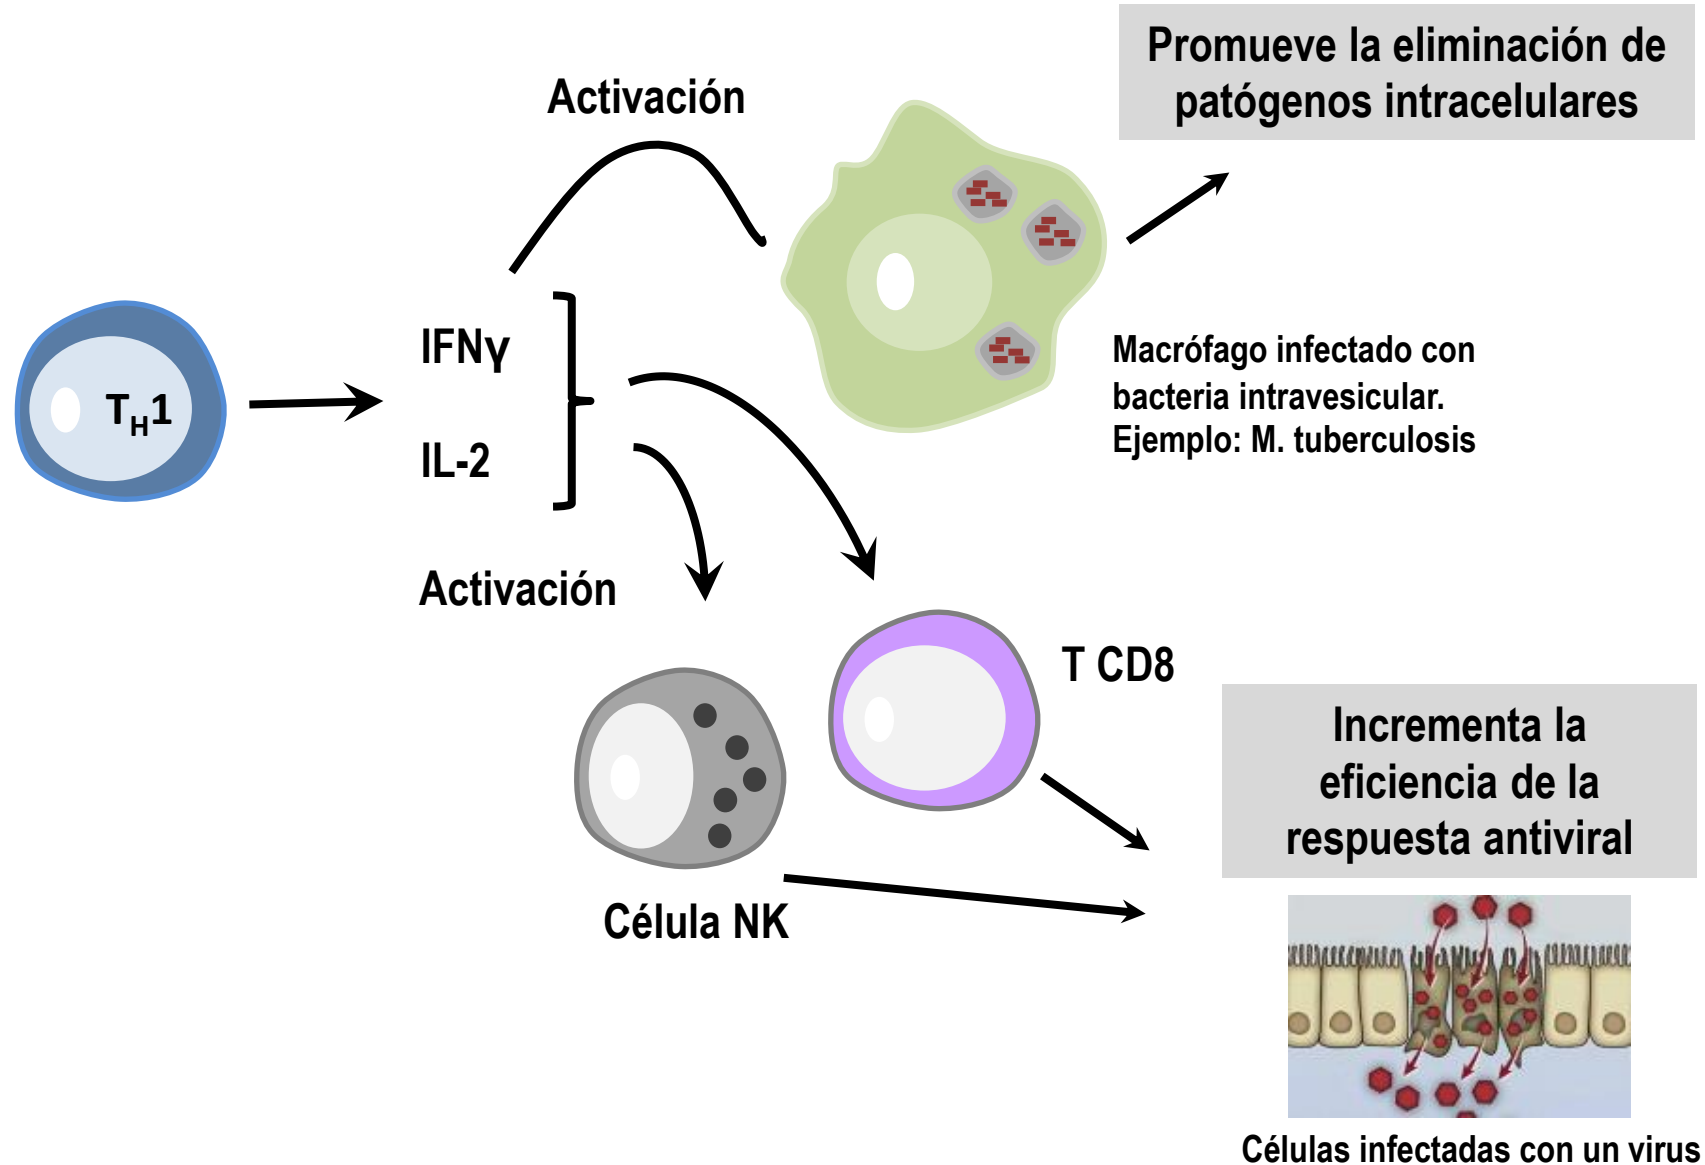 Promueve la eliminación de
patógenos intracelulares
Activación
IFNγ
IL-2
T_H1
Macrófago infectado con
bacteria intravesicular.
Ejemplo: M. tuberculosis
Activación
T CD8
Célula NK
Incrementa la
eficiencia de la
respuesta antiviral
Células infectadas con un virus